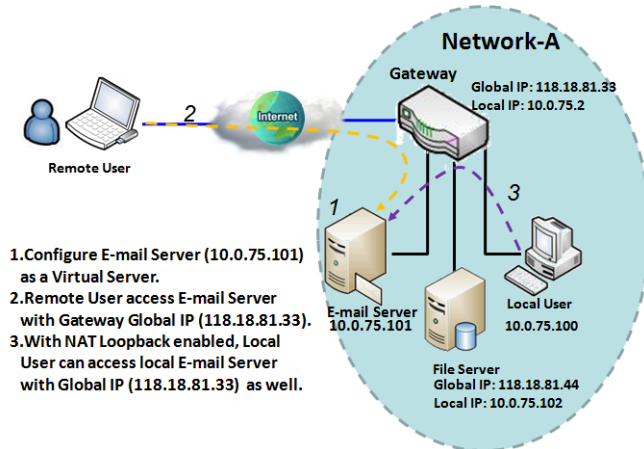 Network-A
Gateway
Global IP: 118.18.81.33
Local IP: 10.0.75.2
2
Internet
Remote User
1
3
1.Configure E-mail Server (10.0.75.101)
as a Virtual Server.
2.Remote User access E-mail Server
with Gateway Global IP (118.18.81.33).
3.With NAT Loopback enabled, Local
User can access local E-mail Server
with Global IP (118.18.81.33) as well.
E-mail Server
10.0.75.101
Local User
10.0.75.100
File Server
Global IP: 118.18.81.44
Local IP: 10.0.75.102